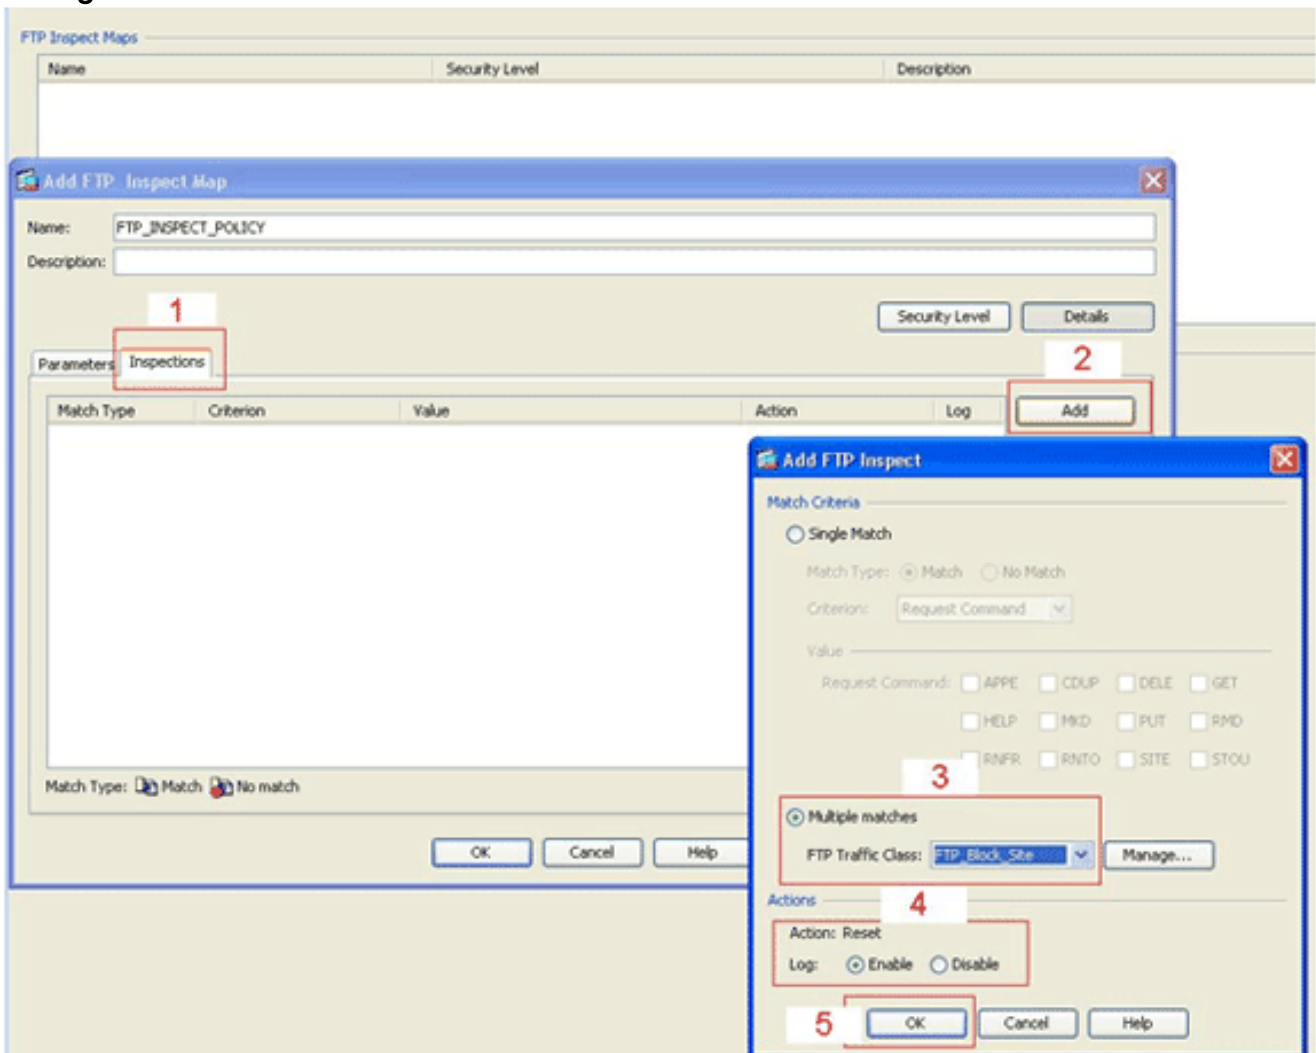 FTP Inspect Maps
Name Security Level Description
Add FTP Inspect Map
Name: FTP_INSPECT_POLICY
Description:
1
Security Level Details
Parameters Inspections
2
Match Type Criterion Value Action Log Add
Add FTP Inspect
Match Criteria
Single Match
Match Type: Match No Match
Criterion: Request Command
Value
Request Command: APPE CDUP DELE GET
HELP MKD PUT RMD
RNFR RNTO SITE STOU
3
Match Type: Match No match
Multiple matches
OK Cancel Help
FTP Traffic Class: FTP_Block_Site Manage...
Actions
4
Action: Reset
Log: Enable Disable
5
OK Cancel Help